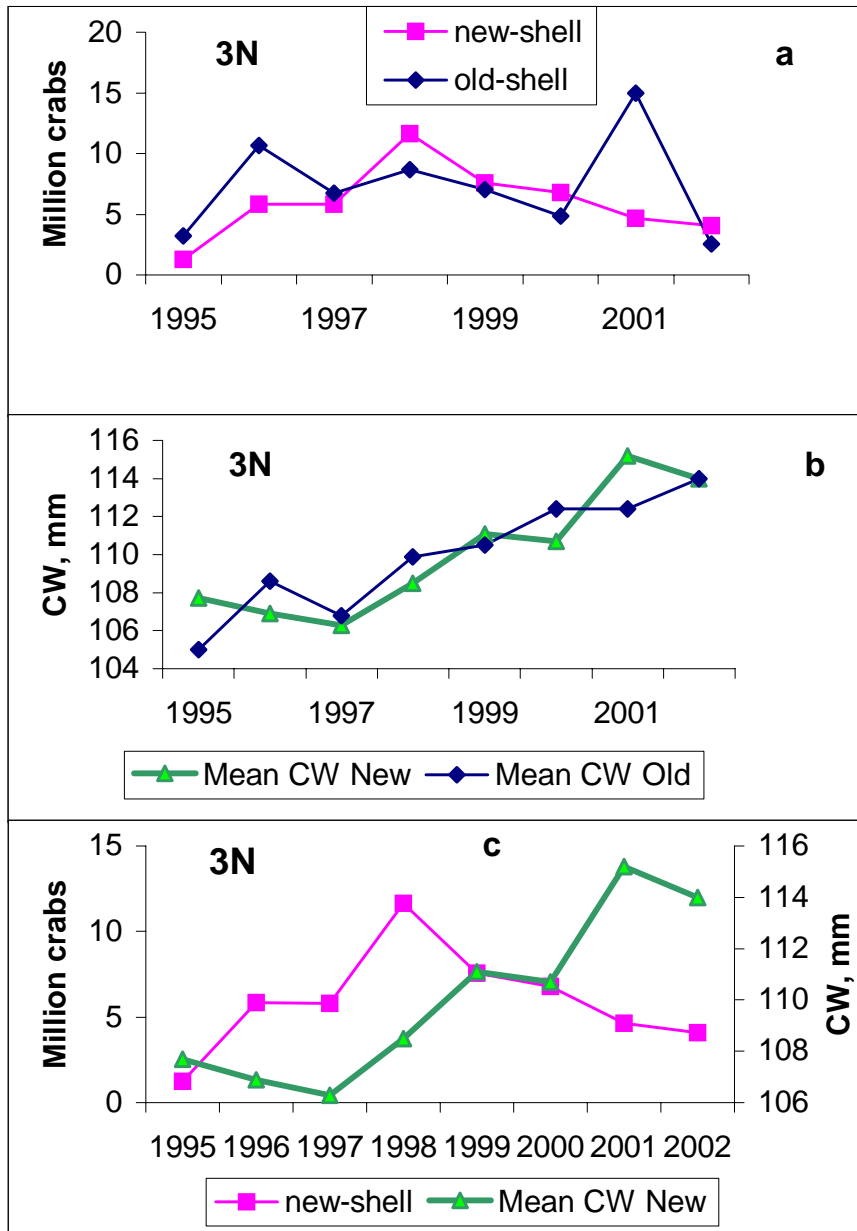 3N
new-shell
old-shell
a
Million crabs
20
15
10
5
0
1995 1997 1999 2001
3N
b
CW, mm
116
114
112
110
108
106
104
1995 1997 1999 2001
Mean CW New Mean CW Old
3N
c
Million crabs
15
10
5
0
116
114
112
110
108
106
CW, mm
1995 1996 1997 1998 1999 2000 2001 2002
new-shell Mean CW New